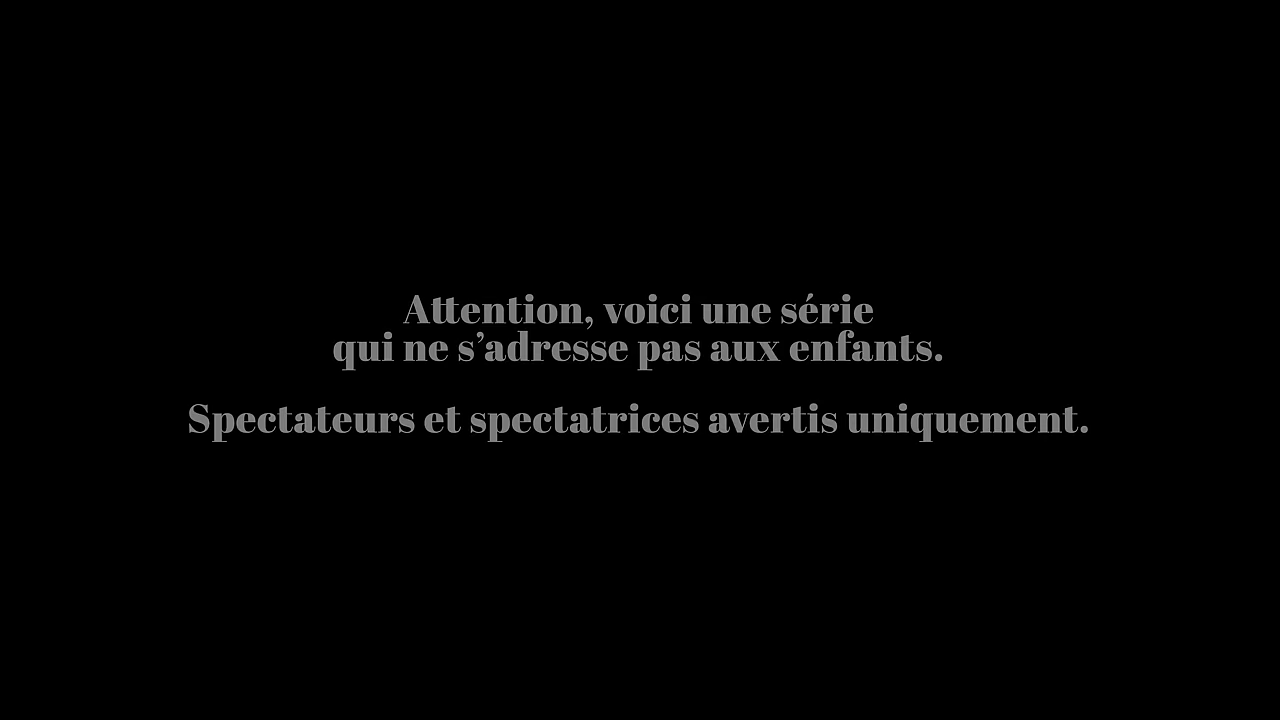 Attention, voici une série
qui ne s’adresse pas aux enfants.
Spectateurs et spectatrices avertis uniquement.